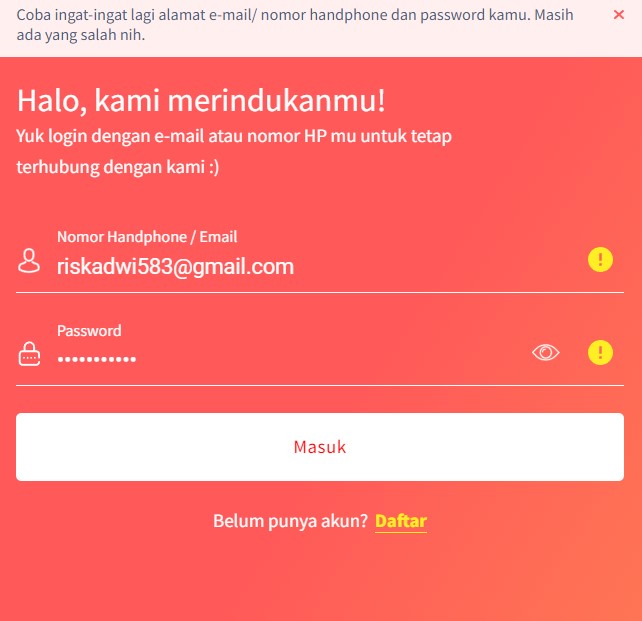 Coba ingat-ingat lagi alamat e-mail/ nomor handphone dan password kamu. Masih
ada yang salah nih.
Halo, kami merindukanmu!
Yuk login dengan e-mail atau nomor HP mu untuk tetap
terhubung dengan kami :)
Nomor Handphone / Email
riskadwi583@gmail.com
Password
•••••••••••
Masuk
Belum punya akun? Daftar